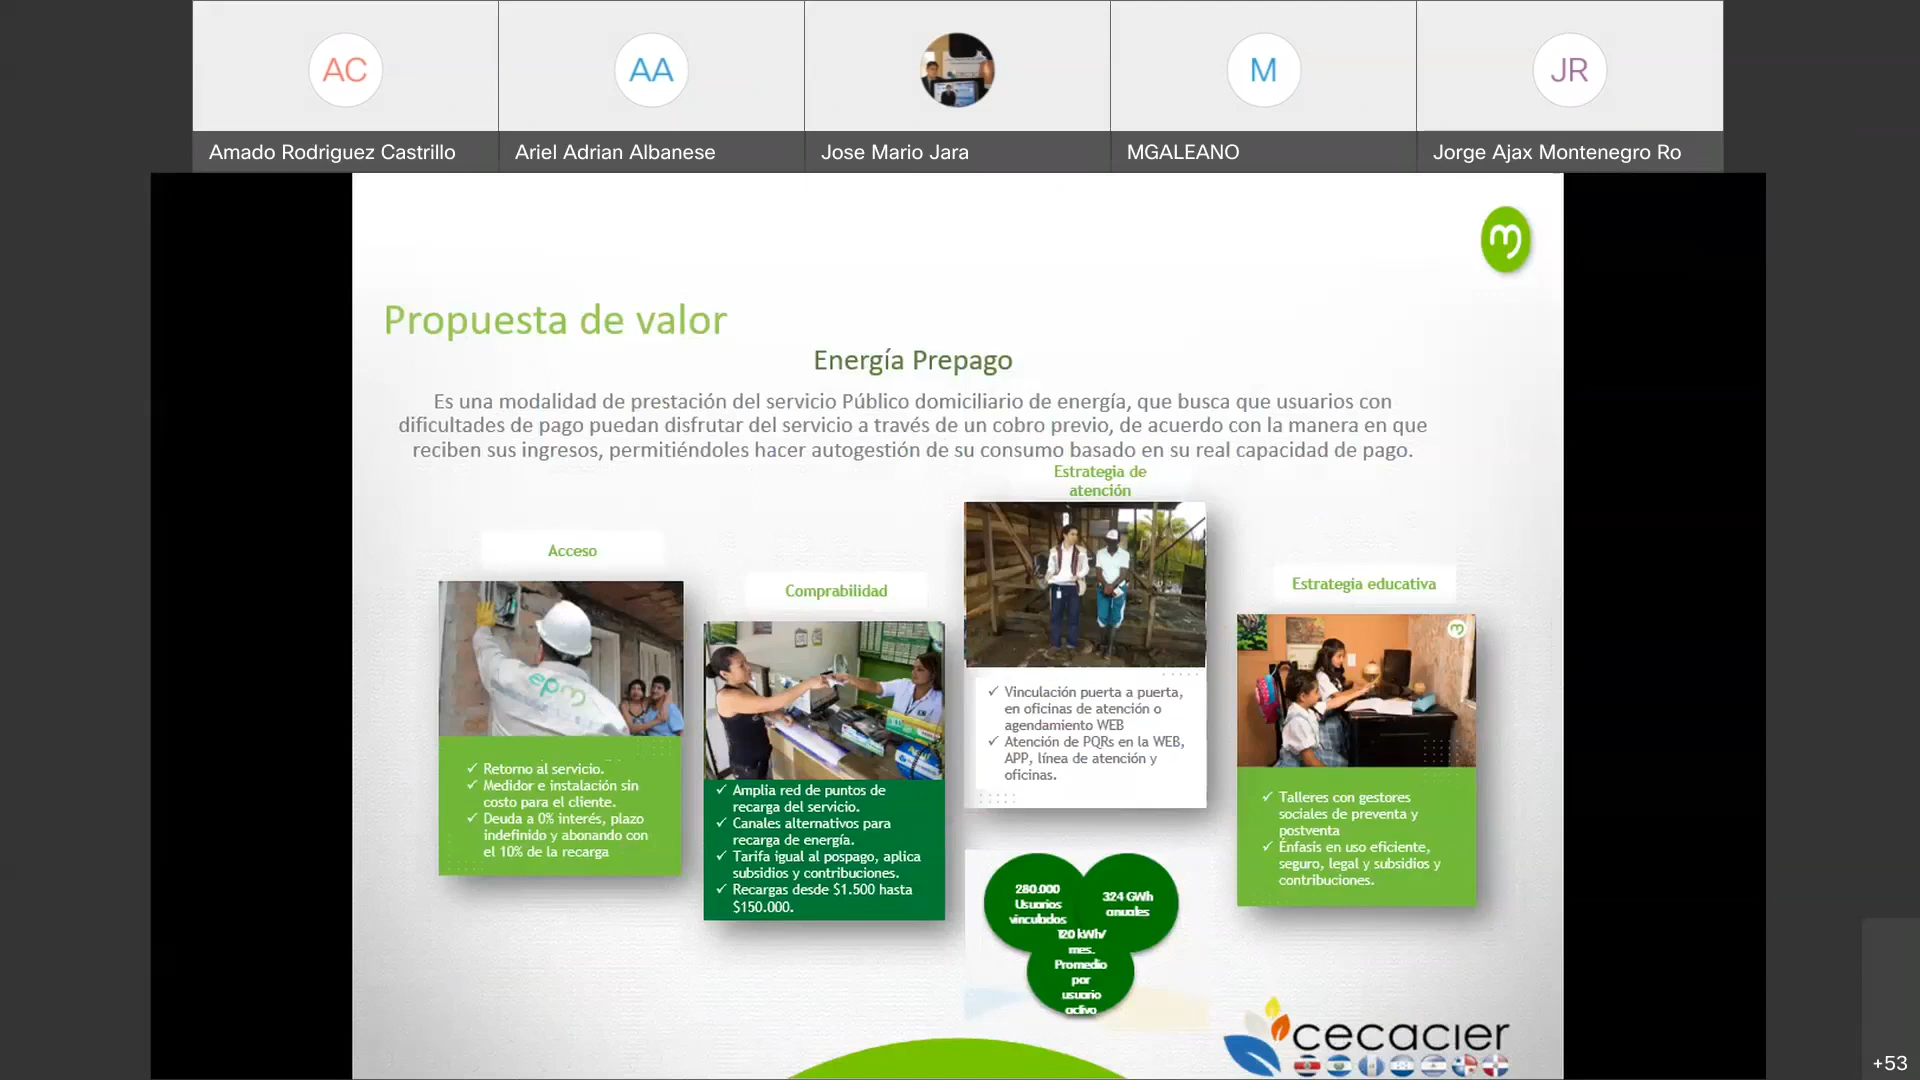 AC
AA
M
JR
Amado Rodriguez Castrillo
Ariel Adrian Albanese
Jose Mario Jara
MGALEANO
Jorge Ajax Montenegro Ro
Propuesta de valor
Energía Prepago
Es una modalidad de prestación del servicio Público domiciliario de energía, que busca que usuarios con
dificultades de pago puedan disfrutar del servicio a través de un cobro previo, de acuerdo con la manera en que
reciben sus ingresos, permitiéndoles hacer autogestión de su consumo basado en su real capacidad de pago.
Acceso
epm
✓ Retorno al servicio.
✓ Medidor e instalación sin
costo para el cliente.
✓ Deuda a 0% interés, plazo
indefinido y abonando con
el 10% de la recarga
Comprabilidad
✓ Amplia red de puntos de
recarga del servicio.
✓ Canales alternativos para
recarga de energía.
✓ Tarifa igual al pospago, aplica
subsidios y contribuciones.
✓ Recargas desde $1.500 hasta
$150.000.
Estrategia de
atención
✓ Vinculación puerta a puerta,
en oficinas de atención o
agendamiento WEB
✓ Atención de PQRs en la WEB,
APP, línea de atención y
oficinas.
280.000
Usuarios
vinculados
324 GWh
anuales
120 kWh/
mes.
Promedio
por
usuario
activo
Estrategia educativa
✓ Talleres con gestores
sociales de preventa y
postventa
✓ Énfasis en uso eficiente,
seguro, legal y subsidios y
contribuciones.
cecacier
+53